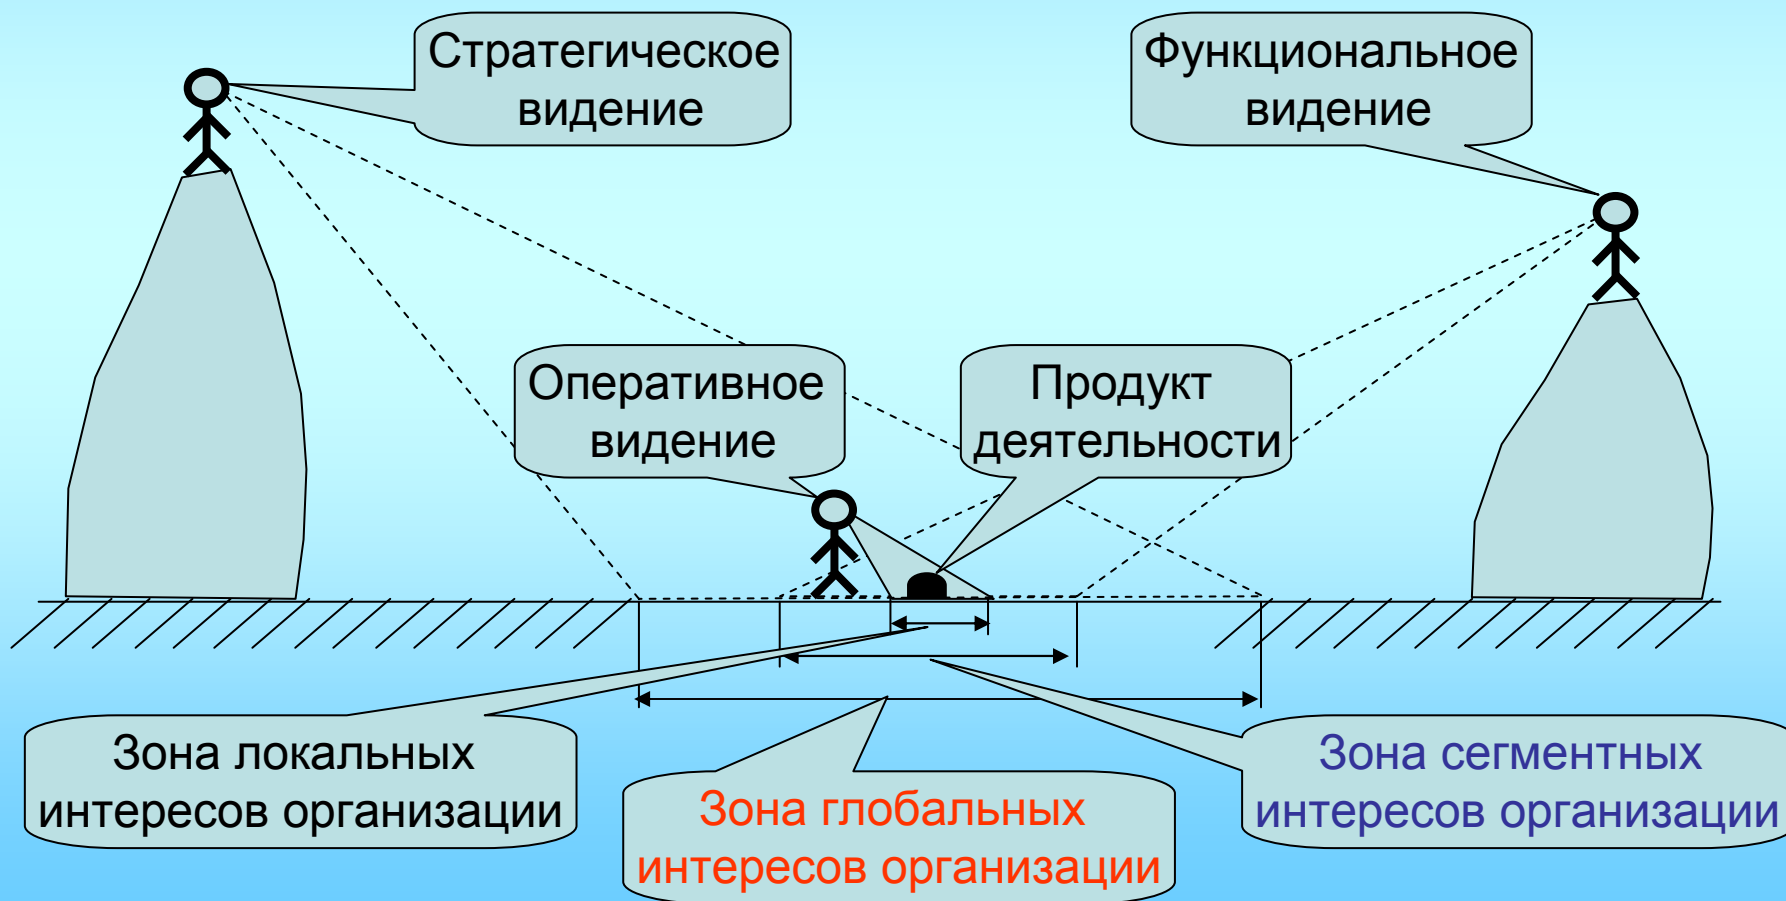 Стратегическое
видение
Функциональное
видение
Оперативное
видение
Продукт
деятельности
Зона локальных
интересов организации
Зона глобальных
интересов организации
Зона сегментных
интересов организации